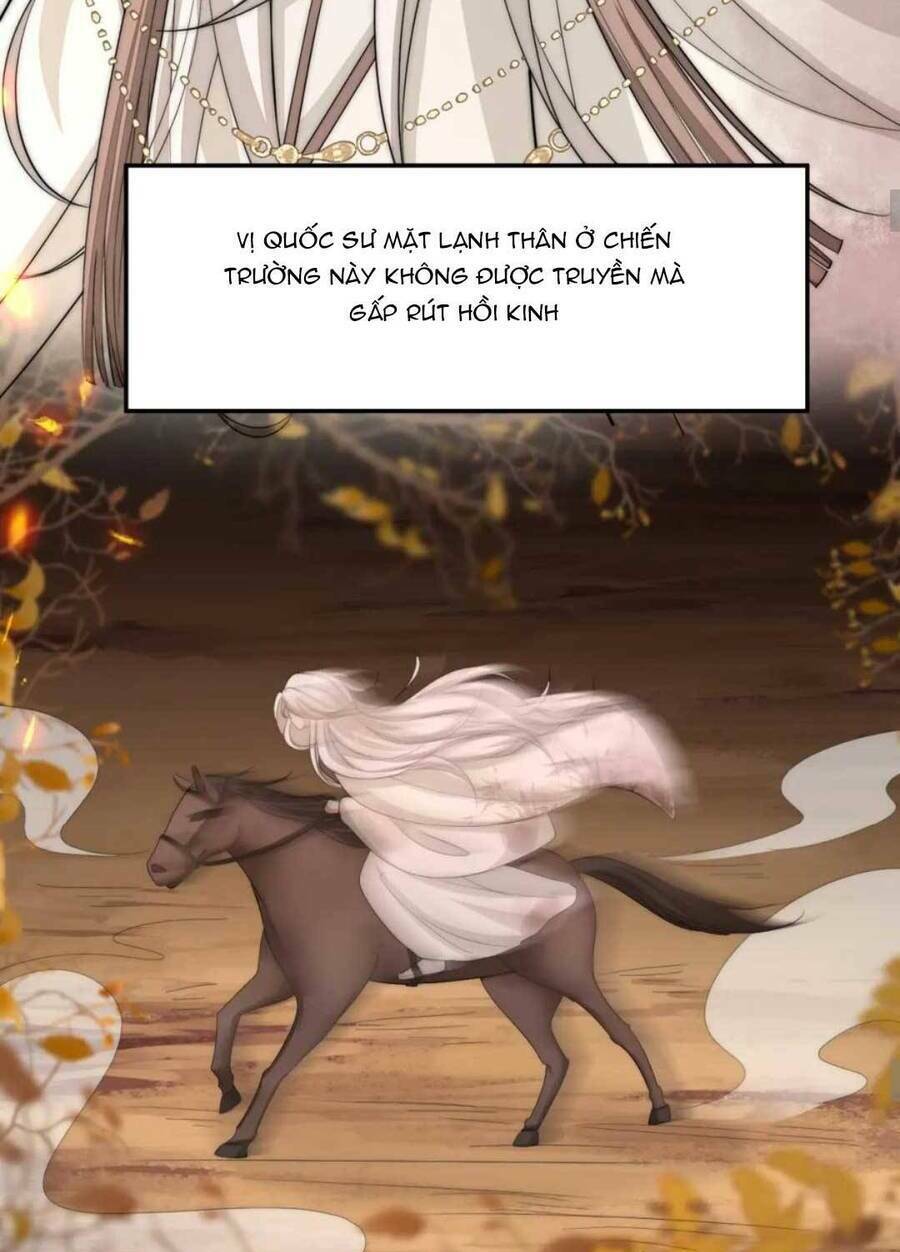 VỊ QUỐC SƯ MẶT LẠNH THÂN Ở CHIẾN
TRƯỜNG NÀY KHÔNG ĐƯỢC TRUYỀN MÀ
GẤP RÚT HỒI KINH